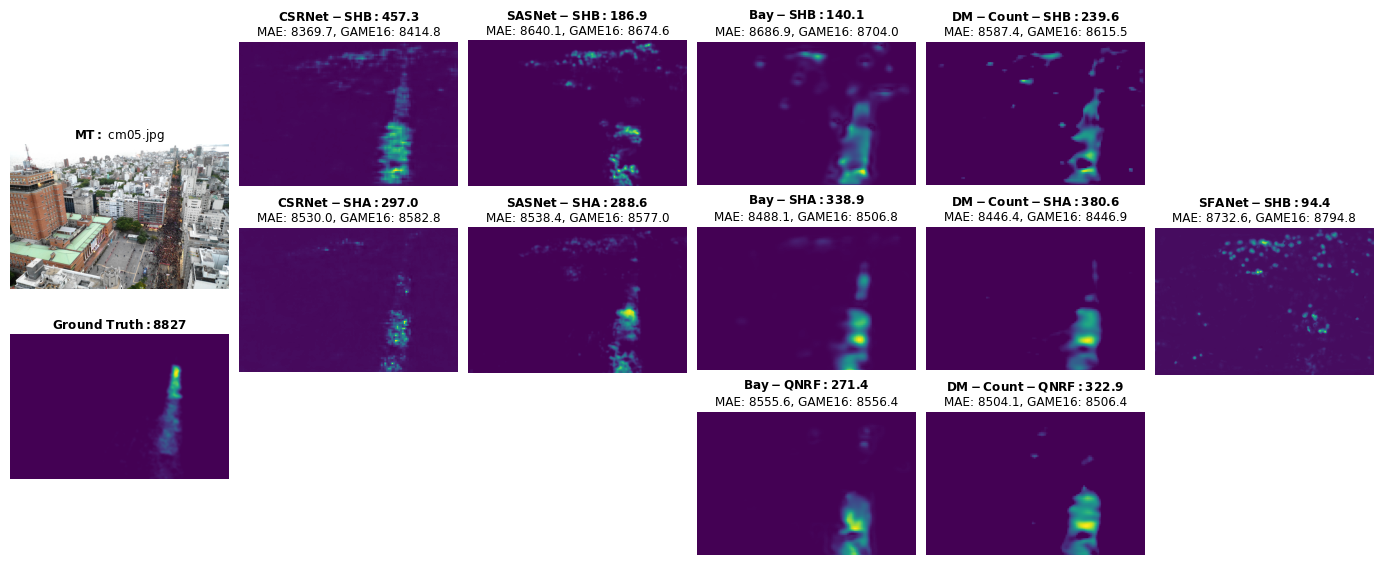 MT: cm05.jpg
Ground Truth: 8827
CSRNet – SHB: 457.3
MAE: 8369.7, GAME16: 8414.8
SASNet – SHB: 186.9
MAE: 8640.1, GAME16: 8674.6
Bay – SHB: 140.1
MAE: 8686.9, GAME16: 8704.0
DM – Count – SHB: 239.6
MAE: 8587.4, GAME16: 8615.5
CSRNet – SHA: 297.0
MAE: 8530.0, GAME16: 8582.8
SASNet – SHA: 288.6
MAE: 8538.4, GAME16: 8577.0
Bay – SHA: 338.9
MAE: 8488.1, GAME16: 8506.8
DM – Count – SHA: 380.6
MAE: 8446.4, GAME16: 8446.9
SFANet – SHB: 94.4
MAE: 8732.6, GAME16: 8794.8
Bay – QNRF: 271.4
MAE: 8555.6, GAME16: 8556.4
DM – Count – QNRF: 322.9
MAE: 8504.1, GAME16: 8506.4